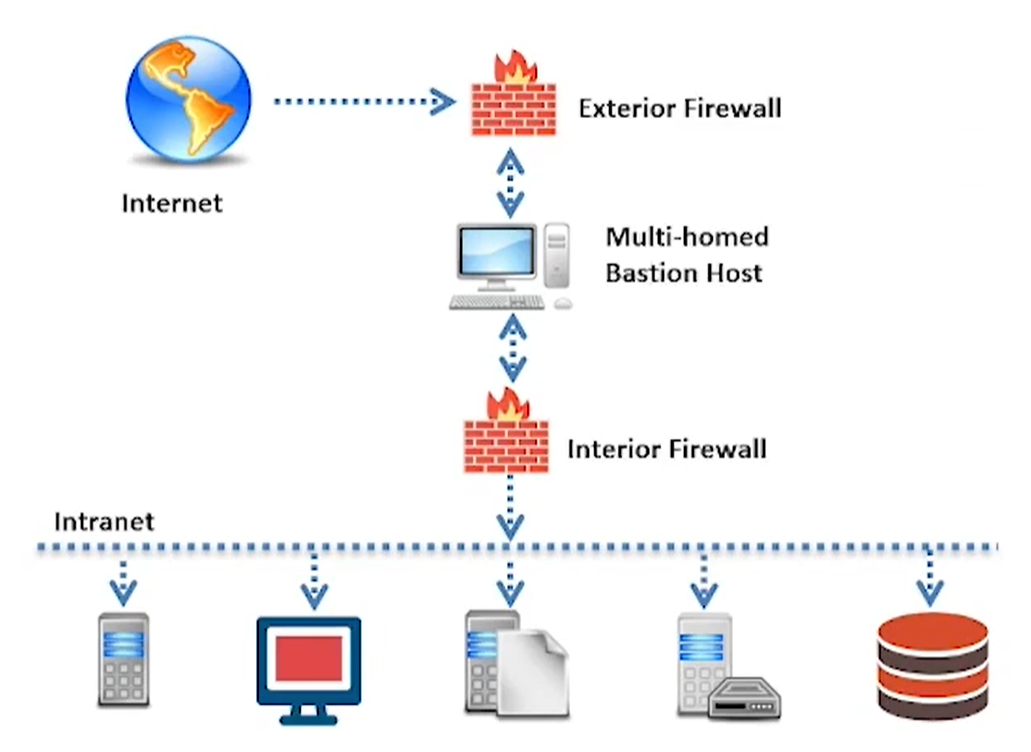 Exterior Firewall
Internet
Multi-homed
Bastion Host
Interior Firewall
Intranet